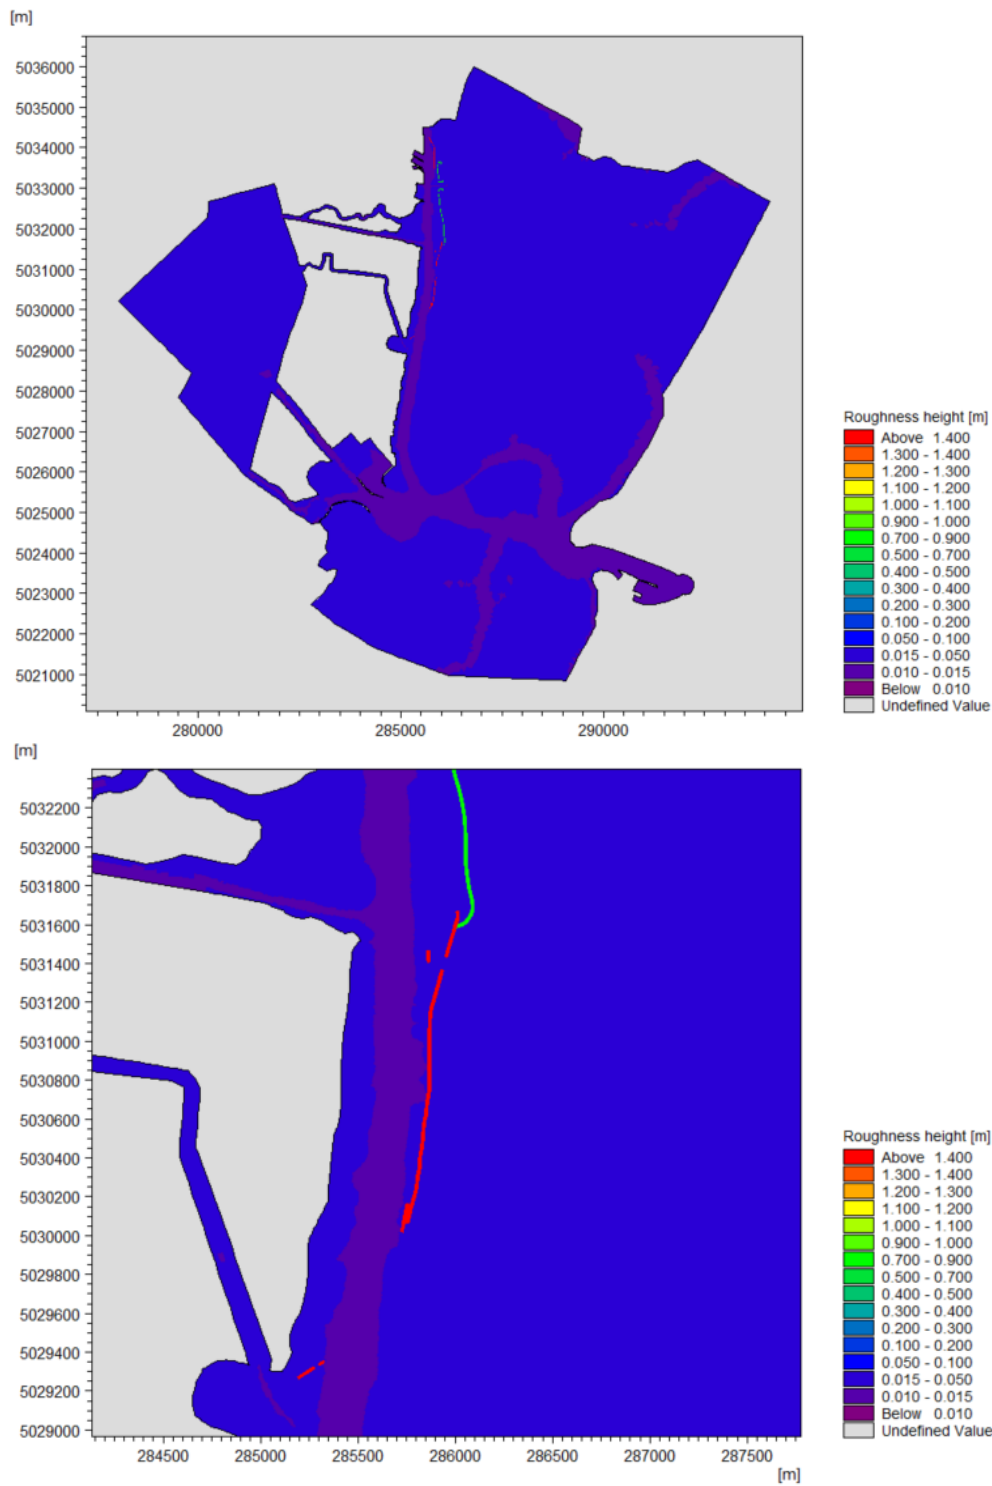 [m]
5036000
5035000
5034000
5033000
5032000
5031000
5030000
5029000
5028000
5027000
5026000
5025000
5024000
5023000
5022000
5021000
280000 285000 290000
Roughness height [m]
Above 1.400
1.300 - 1.400
1.200 - 1.300
1.100 - 1.200
1.000 - 1.100
0.900 - 1.000
0.700 - 0.900
0.500 - 0.700
0.400 - 0.500
0.300 - 0.400
0.200 - 0.300
0.100 - 0.200
0.050 - 0.100
0.015 - 0.050
0.010 - 0.015
Below 0.010
Undefined Value
[m]
5032200
5032000
5031800
5031600
5031400
5031200
5031000
5030800
5030600
5030400
5030200
5030000
5029800
5029600
5029400
5029200
5029000
284500 285000 285500 286000 286500 287000 287500
[m]
Roughness height [m]
Above 1.400
1.300 - 1.400
1.200 - 1.300
1.100 - 1.200
1.000 - 1.100
0.900 - 1.000
0.700 - 0.900
0.500 - 0.700
0.400 - 0.500
0.300 - 0.400
0.200 - 0.300
0.100 - 0.200
0.050 - 0.100
0.015 - 0.050
0.010 - 0.015
Below 0.010
Undefined Value